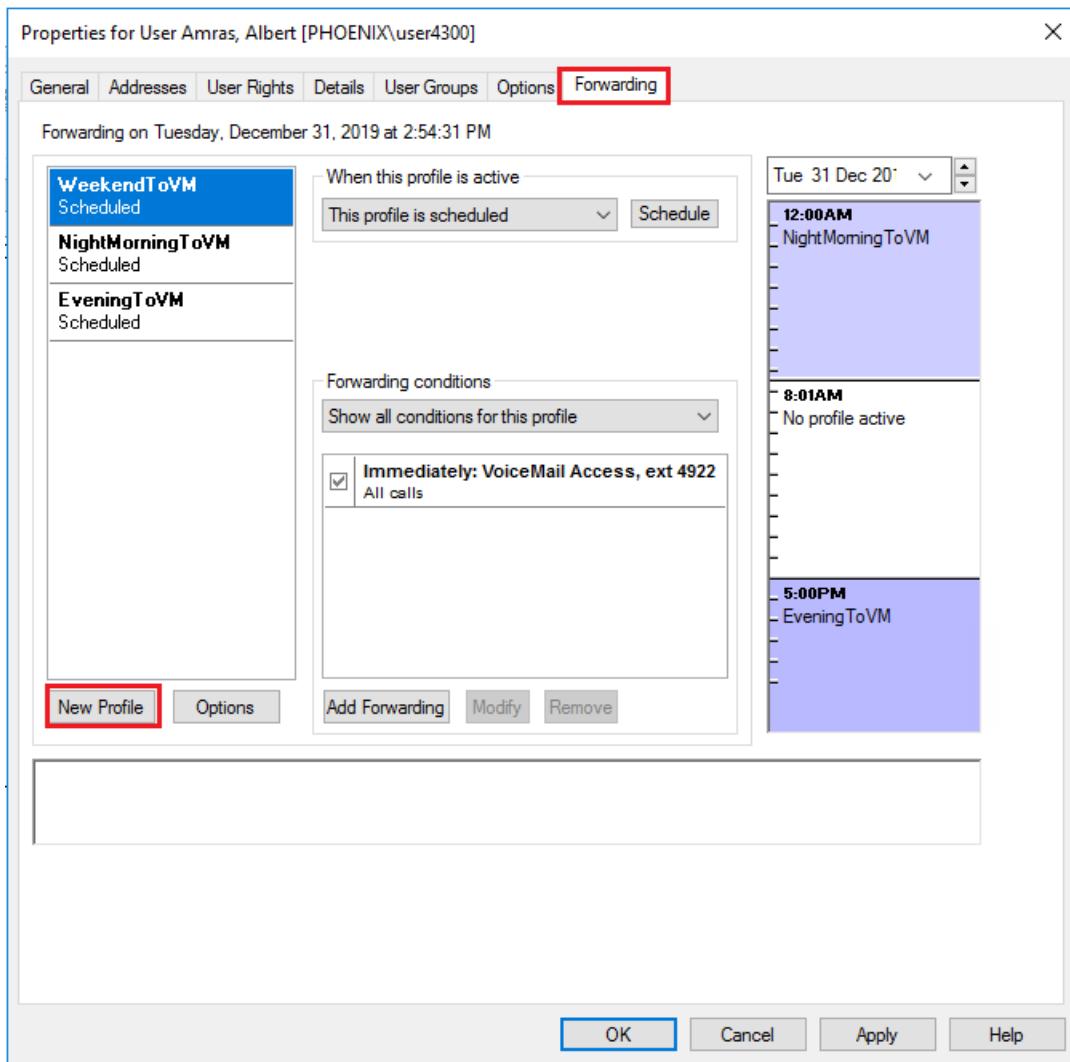 Properties for User Amras, Albert [PHOENIX\user4300]
General Addresses User Rights Details User Groups Options Forwarding
Forwarding on Tuesday, December 31, 2019 at 2:54:31 PM
WeekendToVM
Scheduled
NightMorningToVM
Scheduled
EveningToVM
Scheduled
New Profile Options
When this profile is active
This profile is scheduled Schedule
Forwarding conditions
Show all conditions for this profile
Immediately: VoiceMail Access, ext 4922
All calls
Add Forwarding Modify Remove
Tue 31 Dec 201
12:00AM
NightMorningToVM
8:01AM
No profile active
5:00PM
EveningToVM
OK Cancel Apply Help